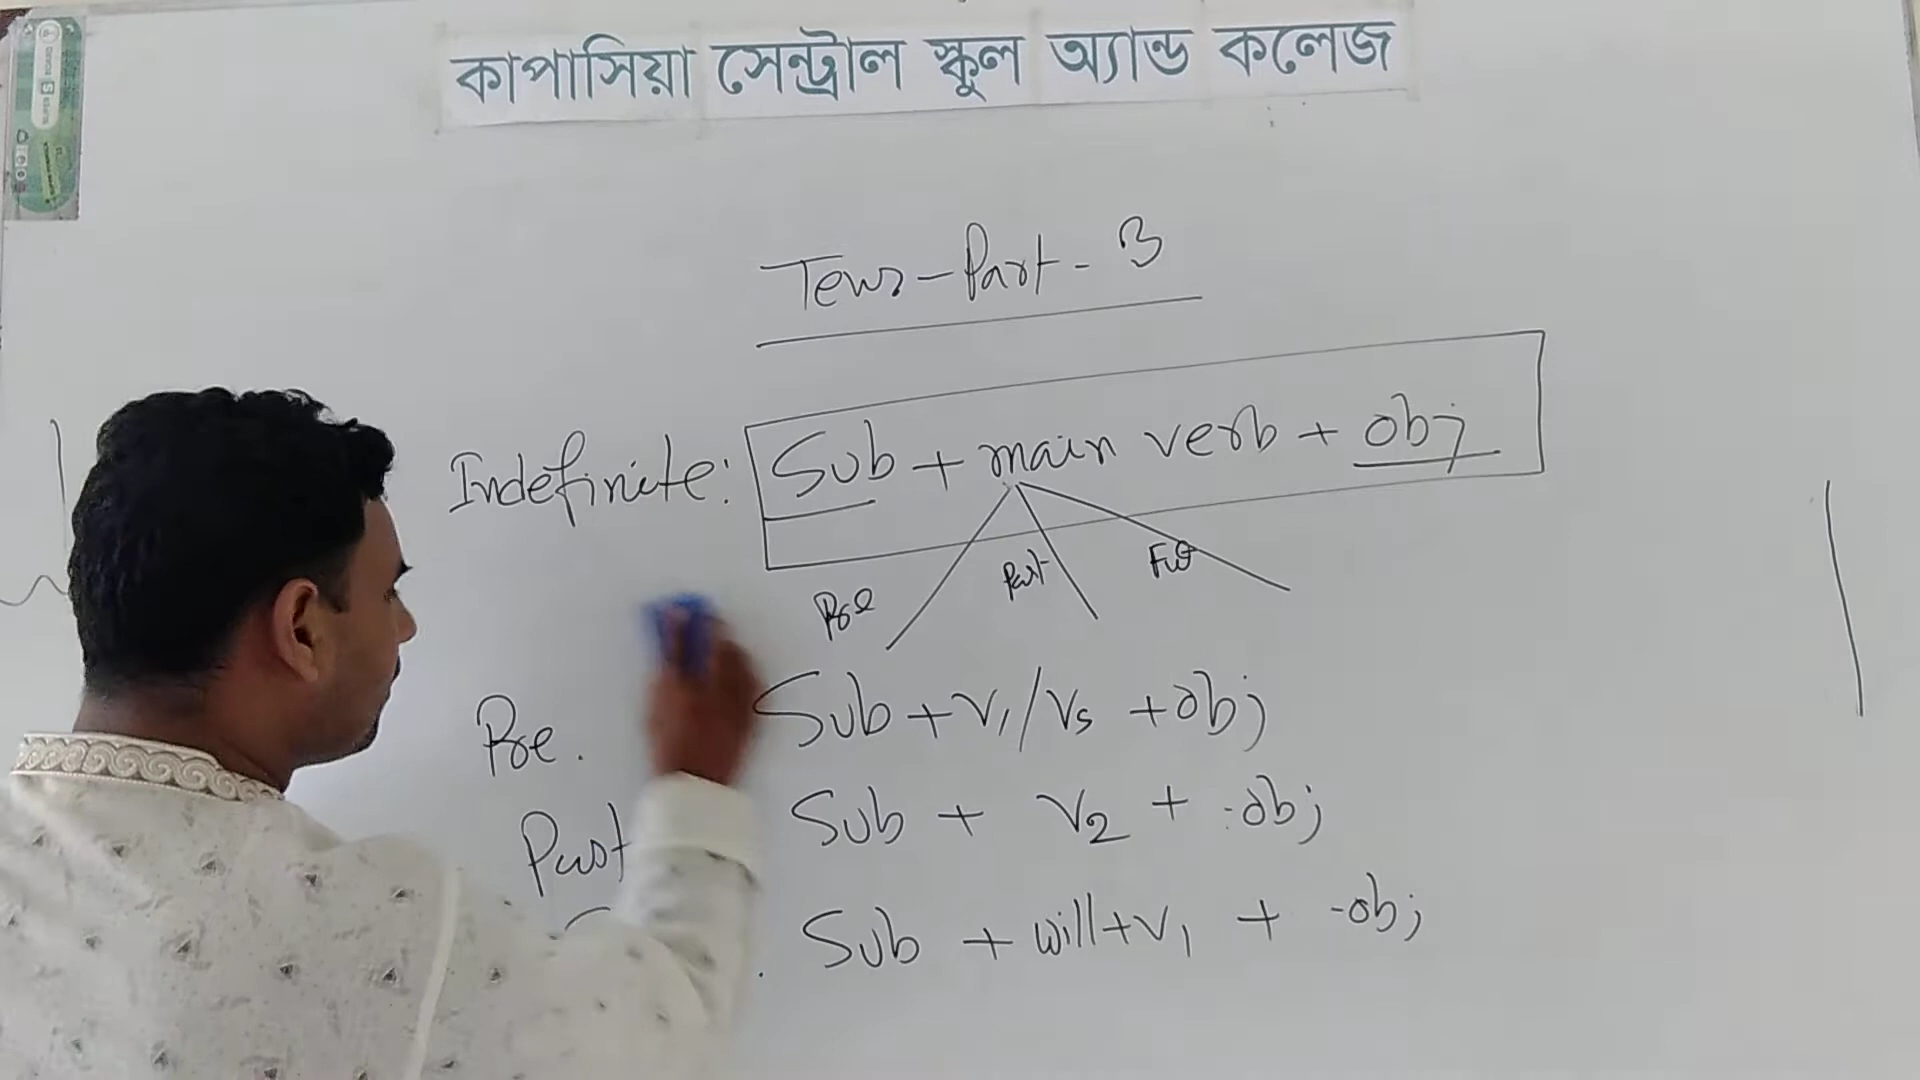 কাপাসিয়া সেন্ট্রাল স্কুল অ্যান্ড কলেজ
Tens-Part-3
Indefinite: Sub + main verb + obj
Pre Past Fut
Pre. Sub + V1/Vs + obj
Past Sub + V2 + obj
Sub + will+V1 + obj